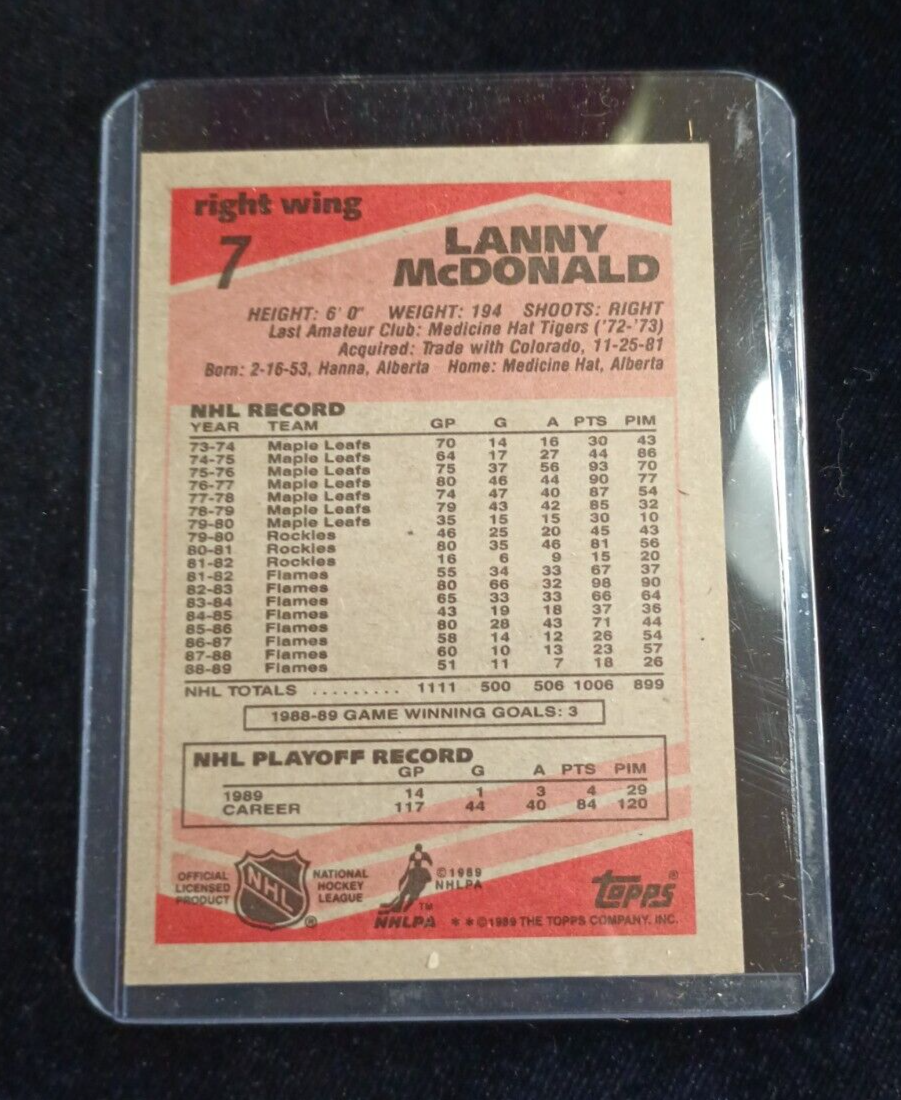 right wing
7
LANNY
McDONALD
HEIGHT: 6' 0" WEIGHT: 194 SHOOTS: RIGHT
Last Amateur Club: Medicine Hat Tigers ('72-'73)
Acquired: Trade with Colorado, 11-25-81
Born: 2-16-53, Hanna, Alberta Home: Medicine Hat, Alberta
NHL RECORD
YEAR TEAM GP G A PTS PIM
73-74 Maple Leafs 70 14 16 30 43
74-75 Maple Leafs 64 17 27 44 86
75-76 Maple Leafs 75 37 56 93 70
76-77 Maple Leafs 80 46 44 90 77
77-78 Maple Leafs 74 47 40 87 54
78-79 Maple Leafs 79 43 42 85 32
79-80 Maple Leafs 35 15 15 30 10
79-80 Rockies 46 25 20 45 43
80-81 Rockies 80 35 46 81 56
81-82 Rockies 16 6 9 15 20
81-82 Flames 55 34 33 67 37
82-83 Flames 80 66 32 98 90
83-84 Flames 65 33 33 66 64
84-85 Flames 43 19 18 37 36
85-86 Flames 80 28 43 71 44
86-87 Flames 58 14 12 26 54
87-88 Flames 60 10 13 23 57
88-89 Flames 51 11 7 18 26
NHL TOTALS ......... 1111 500 506 1006 899
1988-89 GAME WINNING GOALS: 3
NHL PLAYOFF RECORD
GP G A PTS PIM
1989 14 1 3 4 29
CAREER 117 44 40 84 120
OFFICIAL
LICENSED
PRODUCT
NHL
®
NATIONAL
HOCKEY
LEAGUE
©1989
NHLPA
TM
NHLPA
topps®
**©1989 THE TOPPS COMPANY, INC.